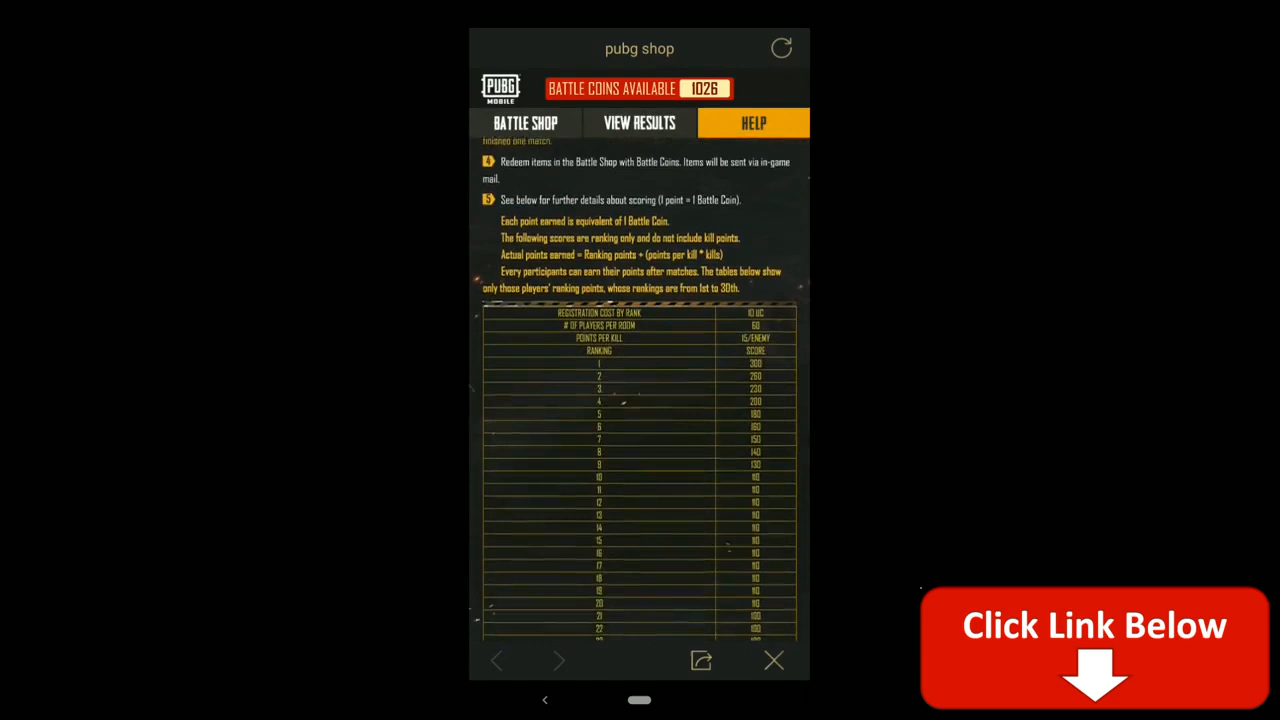 pubg shop
PUBG
MOBILE
BATTLE COINS AVAILABLE 1026
BATTLE SHOP VIEW RESULTS HELP
finished one match.
4 Redeem items in the Battle Shop with Battle Coins. Items will be sent via in-game
mail.
5 See below for further details about scoring (1 point = 1 Battle Coin).
Each point earned is equivalent of 1 Battle Coin.
The following scores are ranking only and do not include kill points.
Actual points earned = Ranking points + (points per kill * kills)
Every participants can earn their points after matches. The tables below show
only those players' ranking points, whose rankings are from 1st to 30th.
REGISTRATION COST BY RANK 10 UC
# OF PLAYERS PER ROOM 60
POINTS PER KILL 15/ENEMY
RANKING SCORE
1 300
2 260
3 230
4 200
5 180
6 160
7 150
8 140
9 130
10 110
11 110
12 110
13 110
14 110
15 110
16 110
17 110
18 110
19 110
20 110
21 100
22 100
Click Link Below